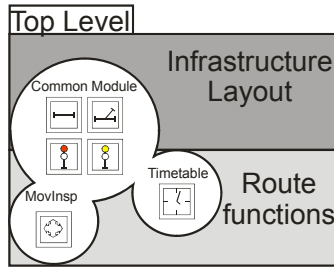 Top Level
Infrastructure
Layout
Common Module
Timetable
Route
functions
MovInsp